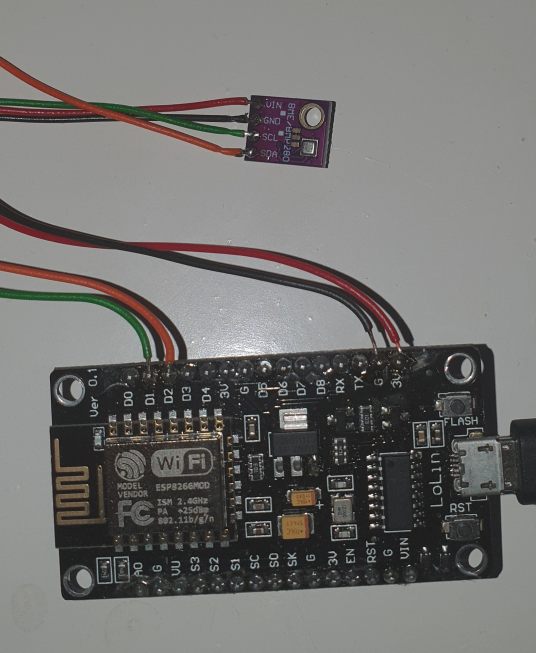 VIN
GND
SCL
SDA
Ver 0.1
D0
D1
D2
D3
D4
3V
G
D5
D6
D7
D8
RX
TX
G
3V
FLASH
LoLin
RST
WiFi
MODEL
VENDOR
ESP8266MOD
ISM 2.4GHz
PA +25dBm
802.11b/g/n
FC
A0
G
VU
S3
S2
S1
SC
S0
SK
G
3V
EN
RST
G
VIN